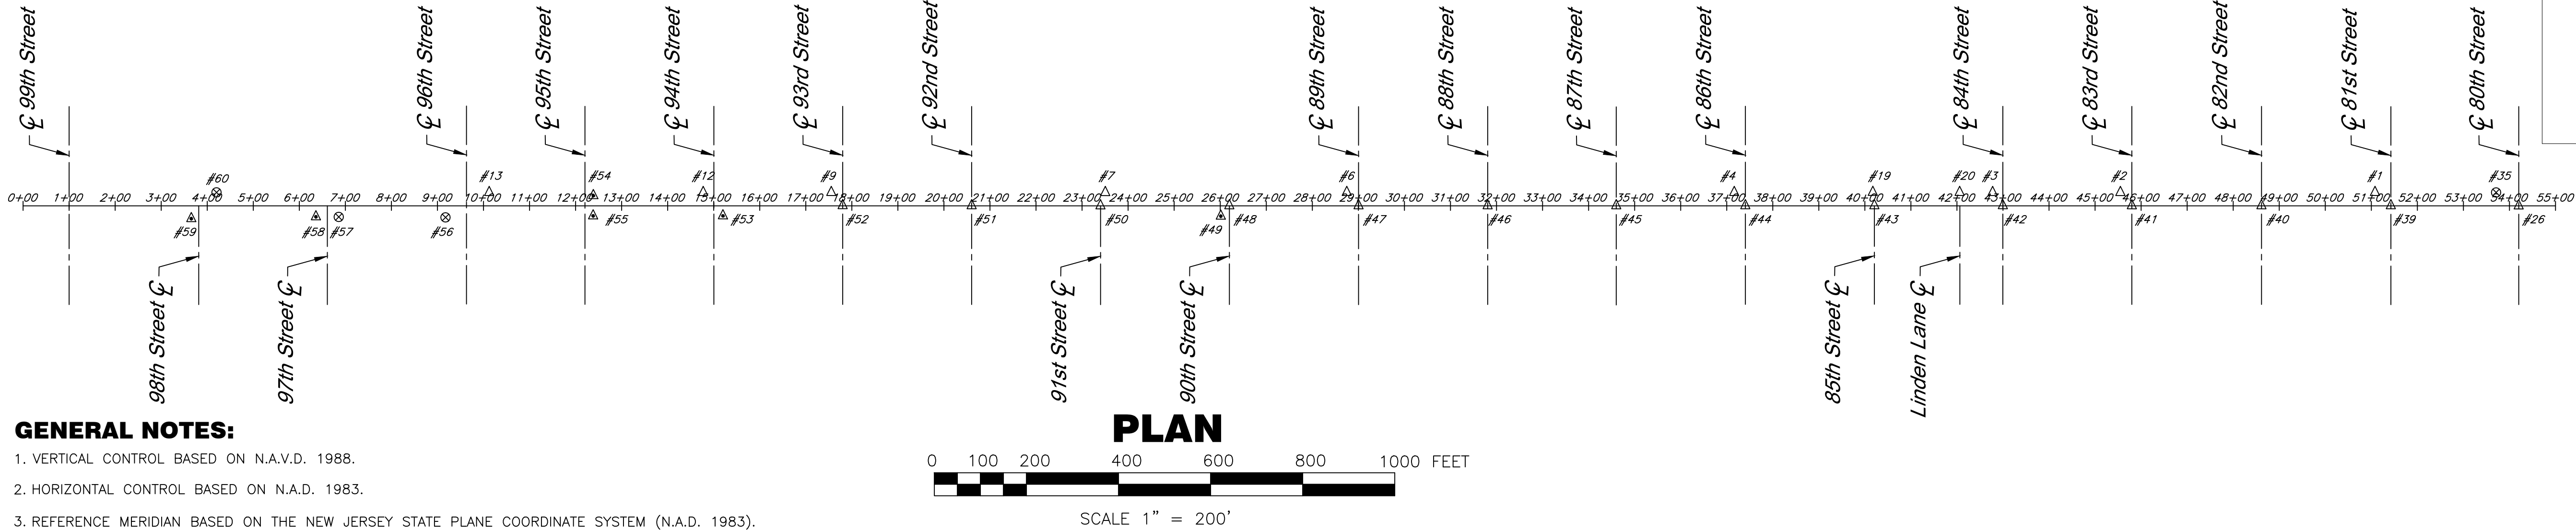 ℄ 99th Street
℄ 96th Street
℄ 95th Street
℄ 94th Street
℄ 93rd Street
℄ 92nd Street
℄ 89th Street
℄ 88th Street
℄ 87th Street
℄ 86th Street
℄ 84th Street
℄ 83rd Street
℄ 82nd Street
℄ 81st Street
℄ 80th Street
#60 #13 #54 #12 #9 #7 #6 #4 #19 #20 #3 #2 #1 #35
0+00 1+00 2+00 3+00 4+00 5+00 6+00 7+00 8+00 9+00 10+00 11+00 12+00 13+00 14+00 15+00 16+00 17+00 18+00 19+00 20+00 21+00 22+00 23+00 24+00 25+00 26+00 27+00 28+00 29+00 30+00 31+00 32+00 33+00 34+00 35+00 36+00 37+00 38+00 39+00 40+00 41+00 42+00 43+00 44+00 45+00 46+00 47+00 48+00 49+00 50+00 51+00 52+00 53+00 54+00 55+00
#59 #58 #57 #56 #55 #53 #52 #51 #50 #49 #48 #47 #46 #45 #44 #43 #42 #41 #40 #39 #26
98th Street ℄
97th Street ℄
91st Street ℄
90th Street ℄
85th Street ℄
Linden Lane ℄
GENERAL NOTES:
1. VERTICAL CONTROL BASED ON N.A.V.D. 1988.
2. HORIZONTAL CONTROL BASED ON N.A.D. 1983.
3. REFERENCE MERIDIAN BASED ON THE NEW JERSEY STATE PLANE COORDINATE SYSTEM (N.A.D. 1983).
PLAN
0 100 200 400 600 800 1000 FEET
SCALE 1" = 200'